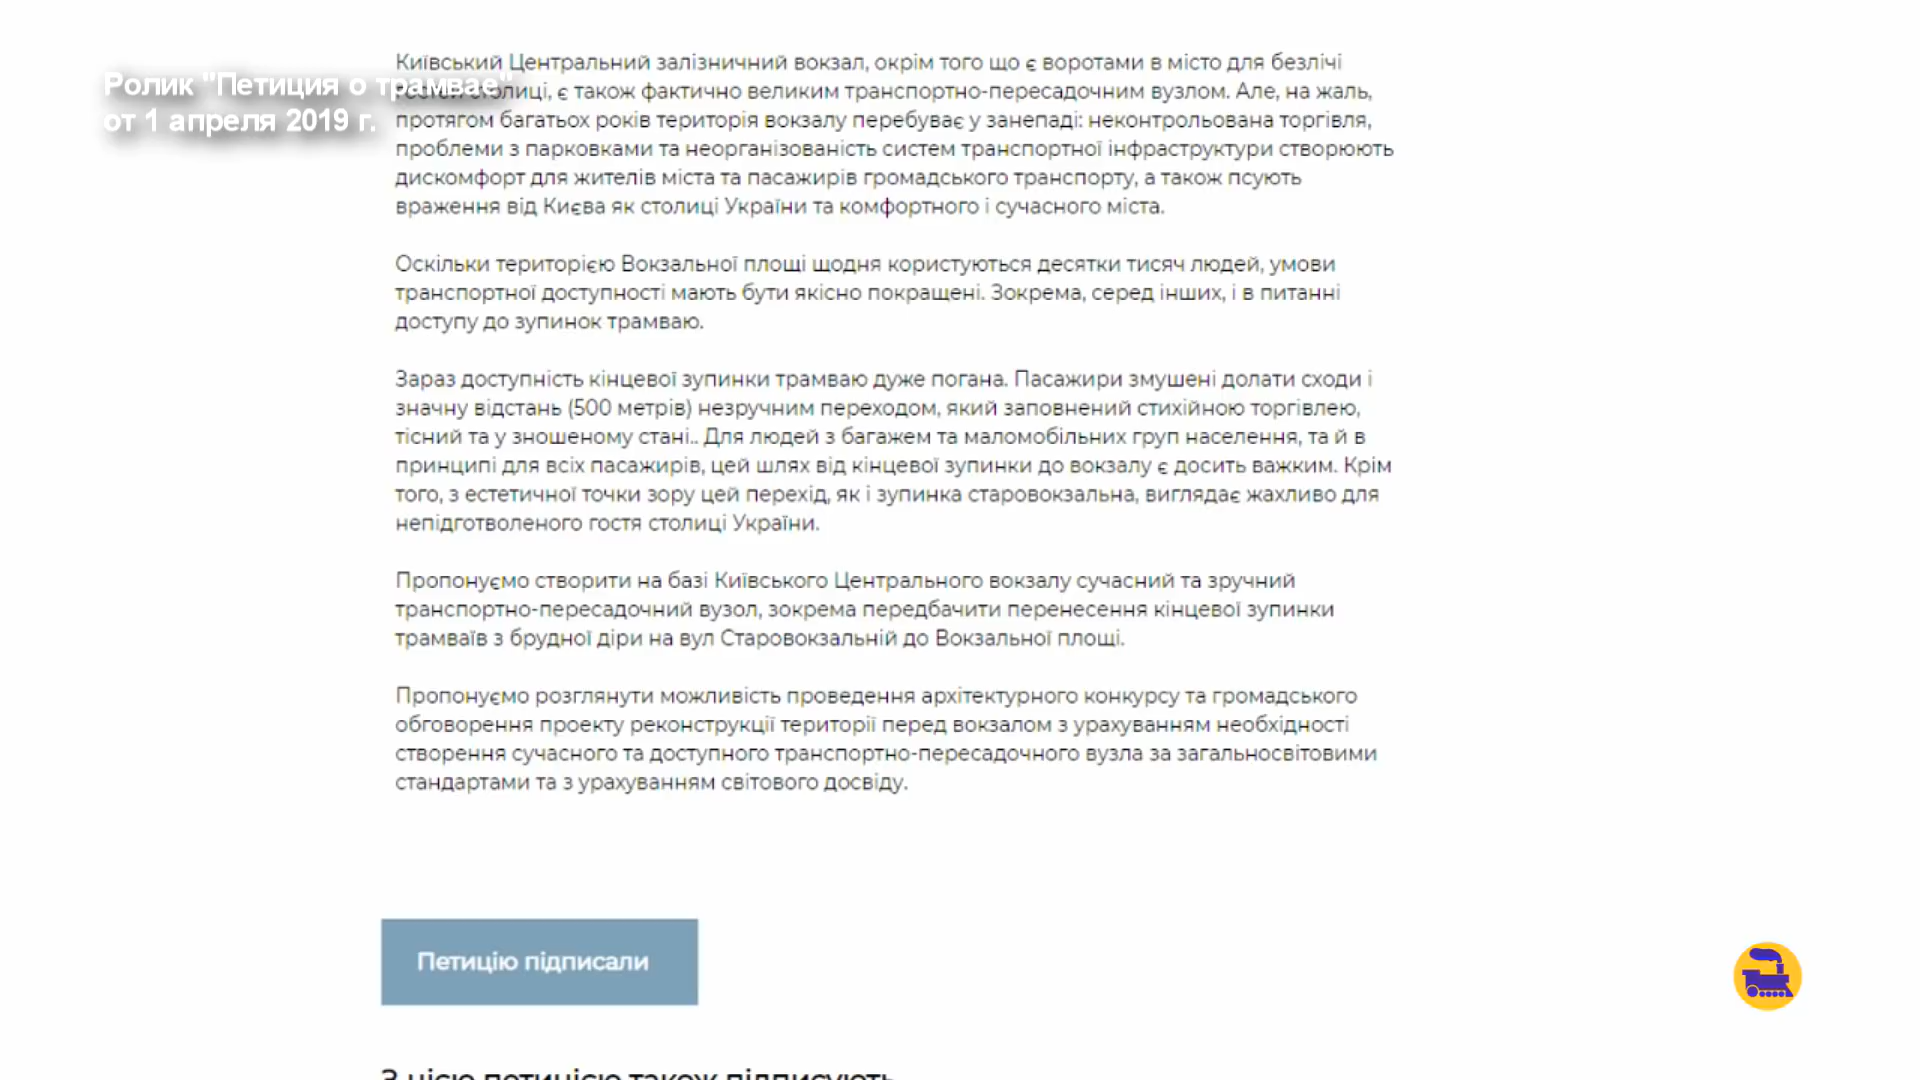 Ролик "Петиция о трамвае"
от 1 апреля 2019 г.
Київський Центральний залізничний вокзал, окрім того що є воротами в місто для безлічі
столиці, є також фактично великим транспортно-пересадочним вузлом. Але, на жаль,
протягом багатьох років територія вокзалу перебуває у занепаді: неконтрольована торгівля,
проблеми з парковками та неорганізованість систем транспортної інфраструктури створюють
дискомфорт для жителів міста та пасажирів громадського транспорту, а також псують
враження від Києва як столиці України та комфортного і сучасного міста.
Оскільки територією Вокзальної площі щодня користуються десятки тисяч людей, умови
транспортної доступності мають бути якісно покращені. Зокрема, серед інших, і в питанні
доступу до зупинок трамваю.
Зараз доступність кінцевої зупинки трамваю дуже погана. Пасажири змушені долати сходи і
значну відстань (500 метрів) незручним переходом, який заповнений стихійною торгівлею,
тісний та у зношеному стані.. Для людей з багажем та маломобільних груп населення, та й в
принципі для всіх пасажирів, цей шлях від кінцевої зупинки до вокзалу є досить важким. Крім
того, з естетичної точки зору цей перехід, як і зупинка старовокзальна, виглядає жахливо для
непідготволеного гостя столиці України.
Пропонуємо створити на базі Київського Центрального вокзалу сучасний та зручний
транспортно-пересадочний вузол, зокрема передбачити перенесення кінцевої зупинки
трамваїв з брудної діри на вул Старовокзальній до Вокзальної площі.
Пропонуємо розглянути можливість проведення архітектурного конкурсу та громадського
обговорення проекту реконструкції території перед вокзалом з урахуванням необхідності
створення сучасного та доступного транспортно-пересадочного вузла за загальносвітовими
стандартами та з урахуванням світового досвіду.
Петицію підписали
З цією петицією також підписують